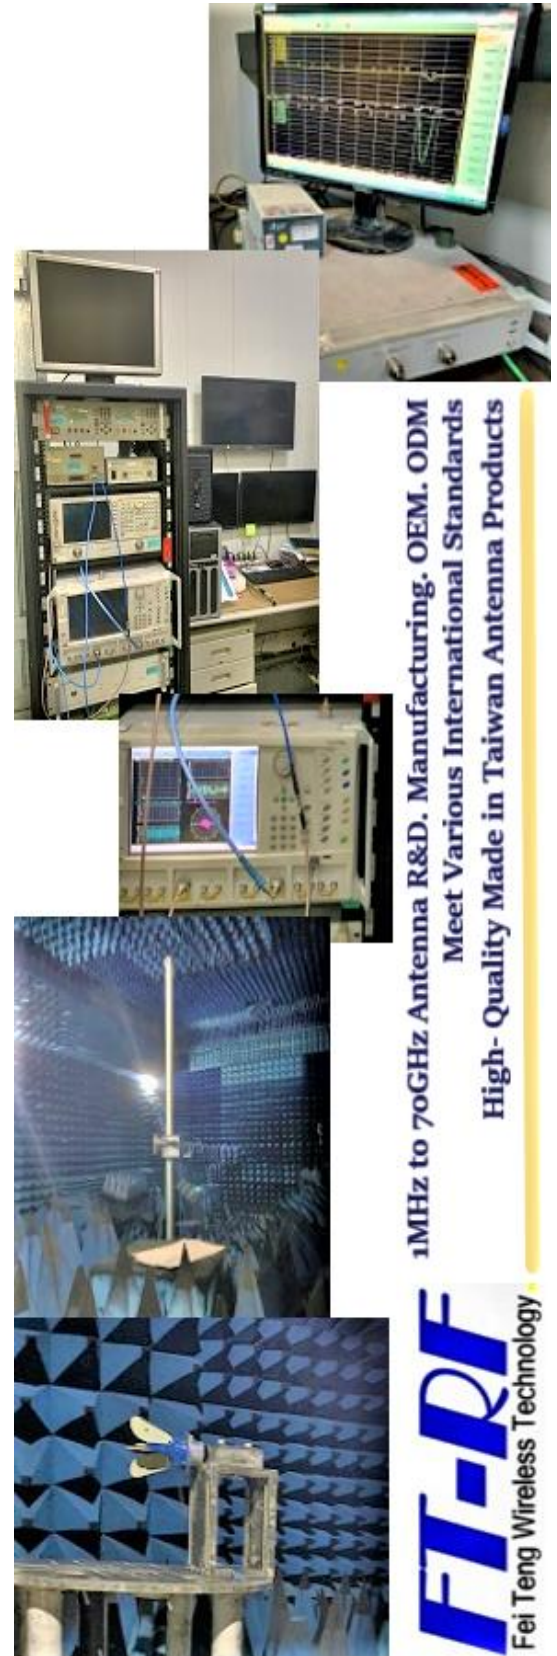 1MHz to 70GHz Antenna R&D. Manufacturing. OEM. ODM
Meet Various International Standards
High- Quality Made in Taiwan Antenna Products
FT-RF
Fei Teng Wireless Technology